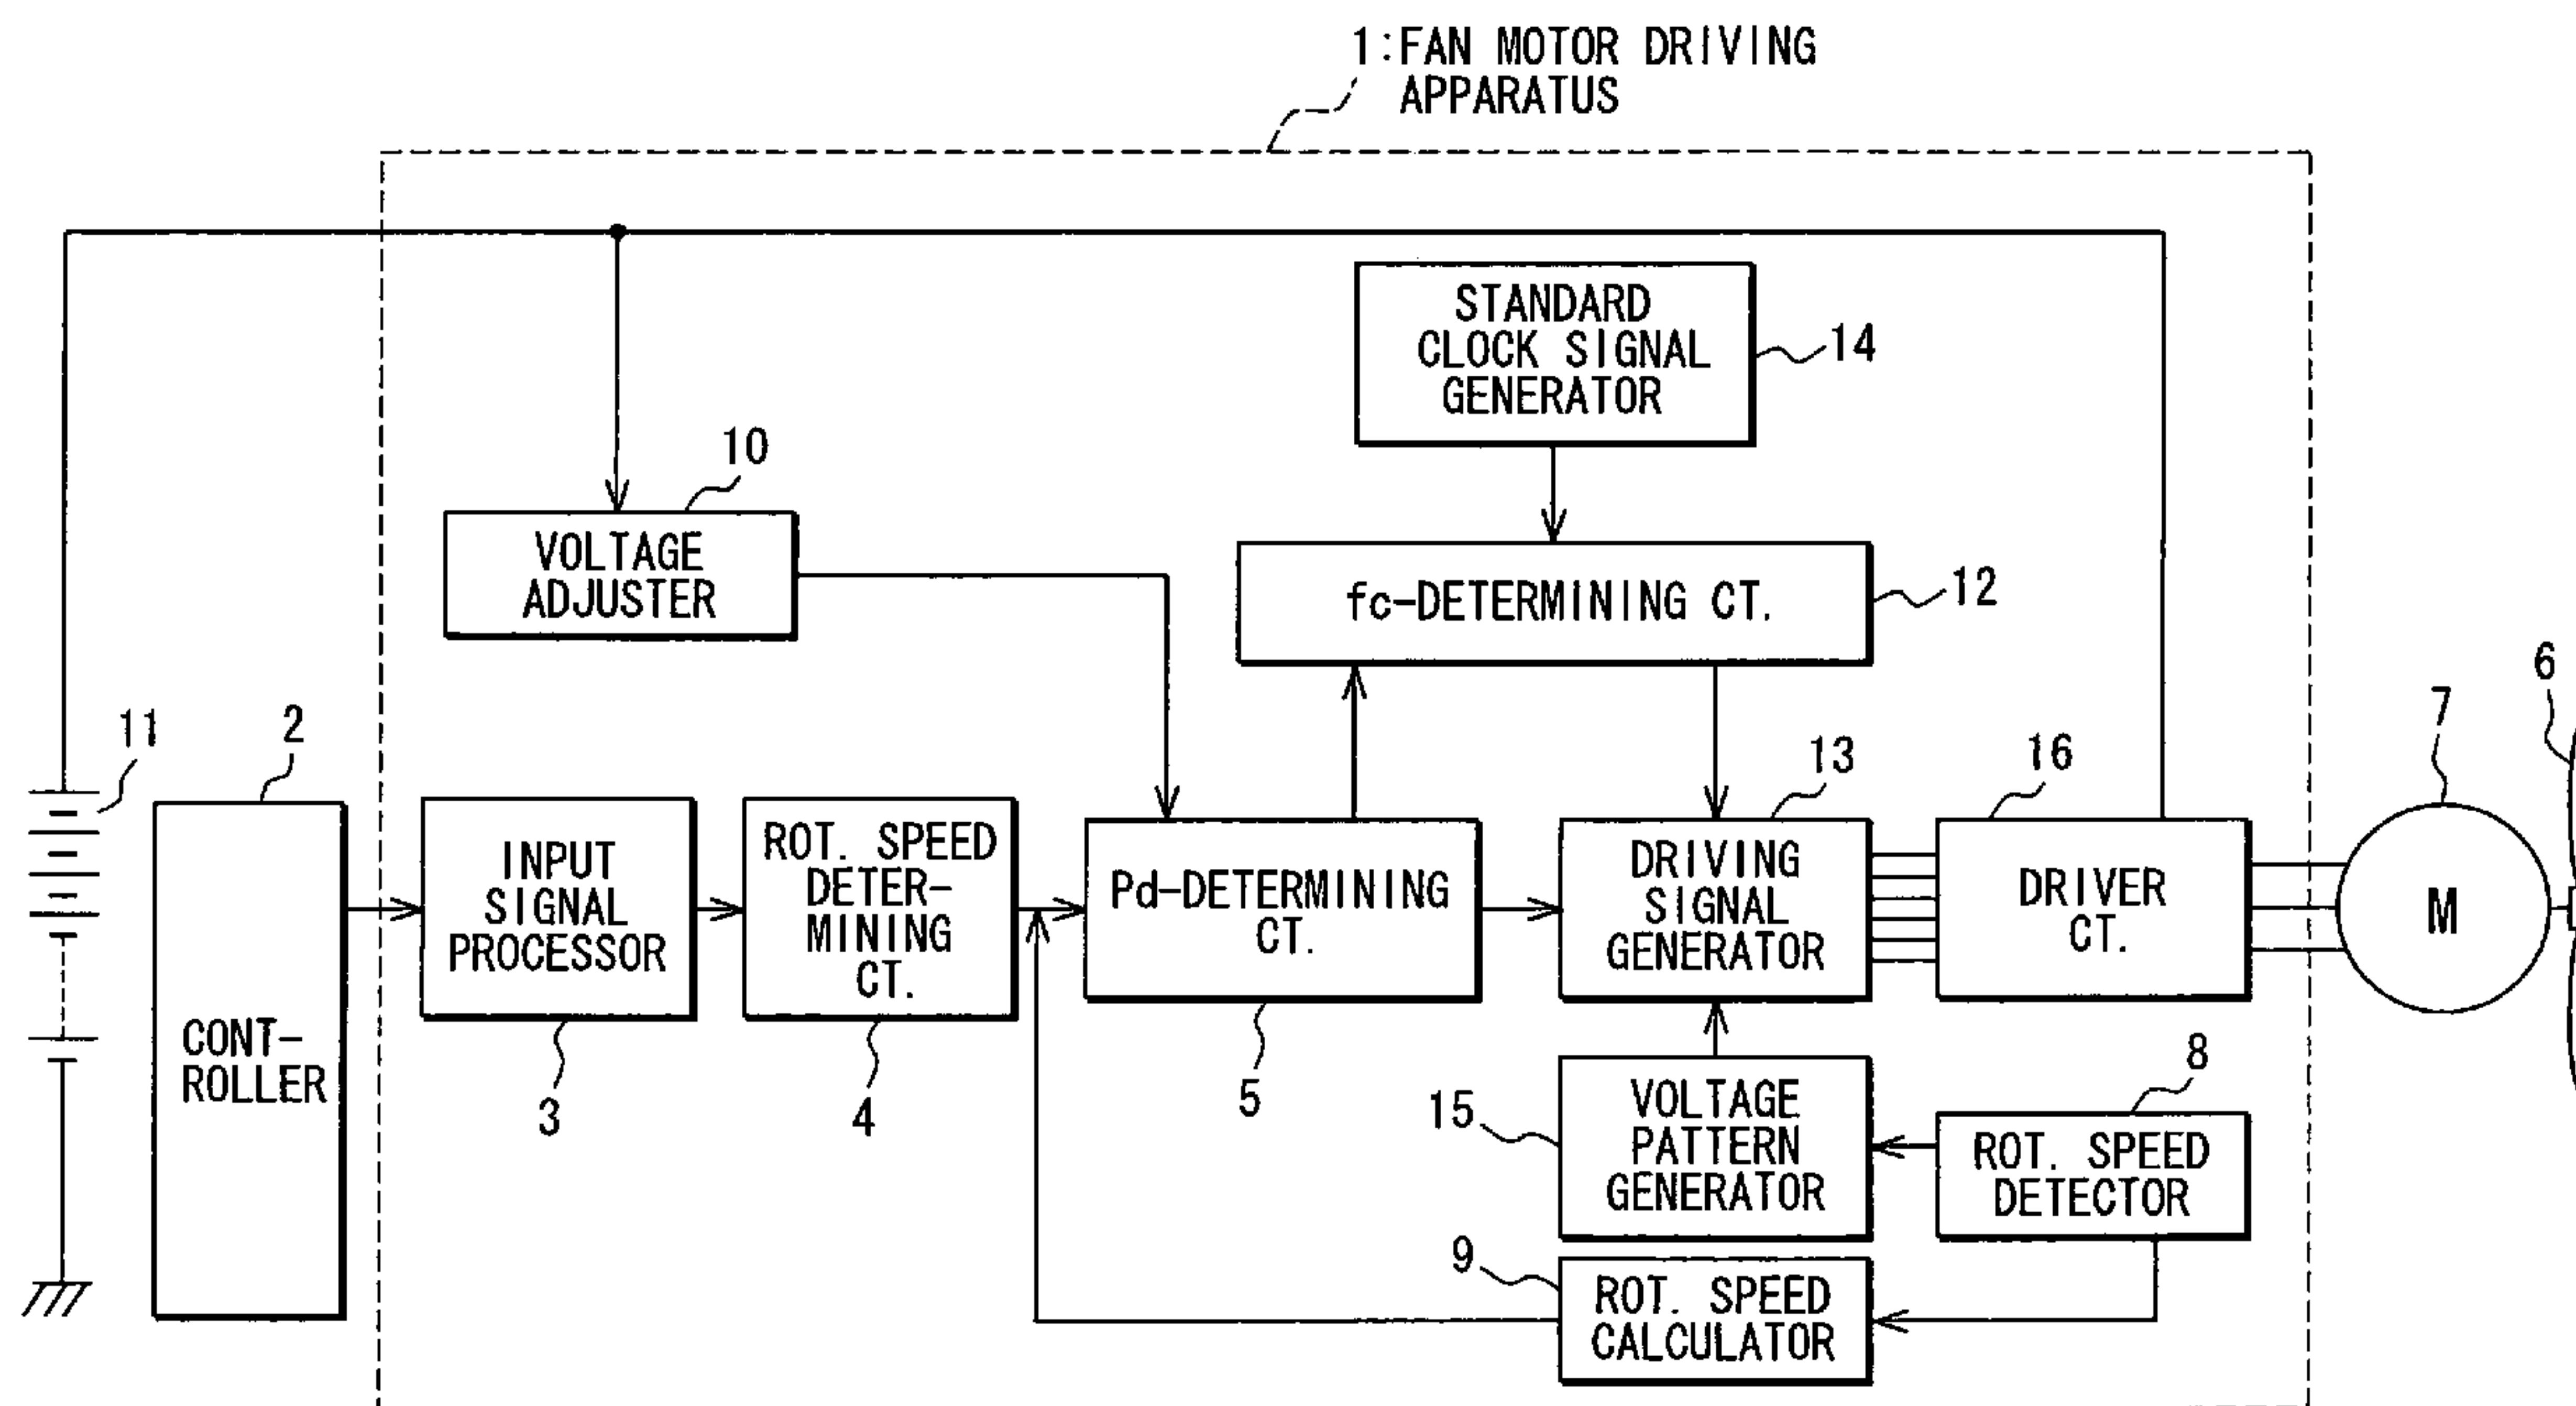 1:FAN MOTOR DRIVING
APPARATUS
STANDARD
CLOCK SIGNAL
GENERATOR
14
10
VOLTAGE
ADJUSTER
fc-DETERMINING CT.
12
11
2
CONT-
ROLLER
INPUT
SIGNAL
PROCESSOR
3
ROT. SPEED
DETER-
MINING
CT.
4
Pd-DETERMINING
CT.
5
13
DRIVING
SIGNAL
GENERATOR
16
DRIVER
CT.
7
M
6
15
VOLTAGE
PATTERN
GENERATOR
8
ROT. SPEED
DETECTOR
9
ROT. SPEED
CALCULATOR